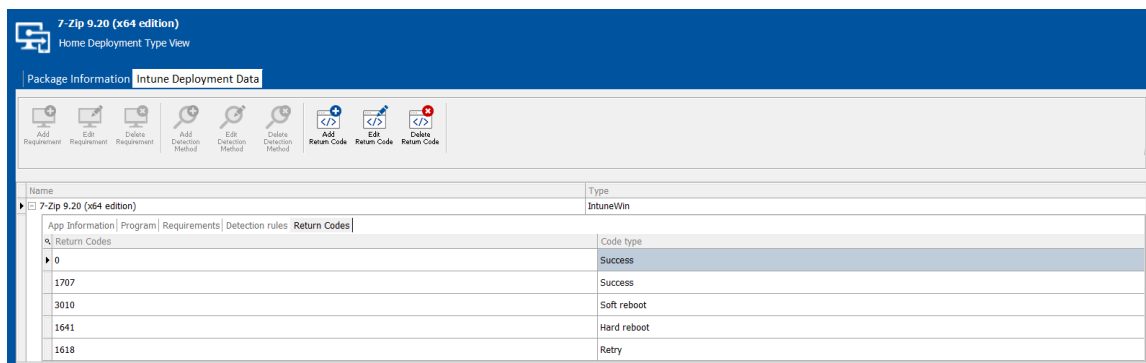 7-Zip 9.20 (x64 edition)
Home Deployment Type View
Package Information Intune Deployment Data
Add Requirement Edit Requirement Delete Requirement Add Detection Method Edit Detection Method Delete Detection Method Add Return Code Edit Return Code Delete Return Code
Name Type
7-Zip 9.20 (x64 edition) IntuneWin
App Information Program Requirements Detection rules Return Codes
Return Codes Code type
0 Success
1707 Success
3010 Soft reboot
1641 Hard reboot
1618 Retry